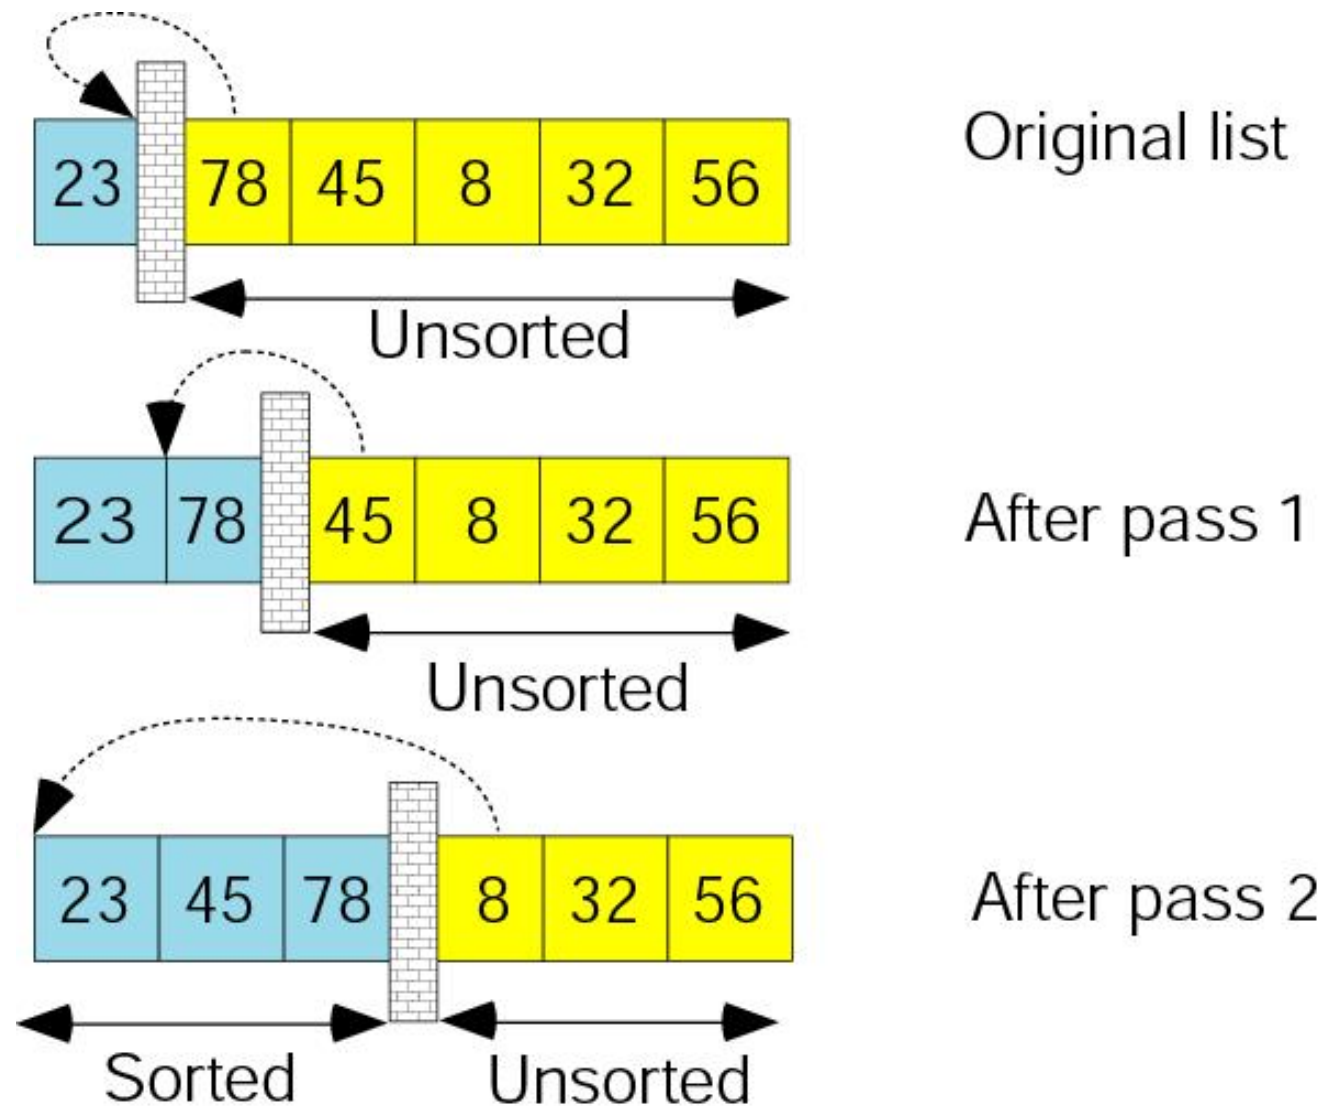 23 78 45 8 32 56 Original list
Unsorted
23 78 45 8 32 56 After pass 1
Unsorted
23 45 78 8 32 56 After pass 2
Sorted Unsorted